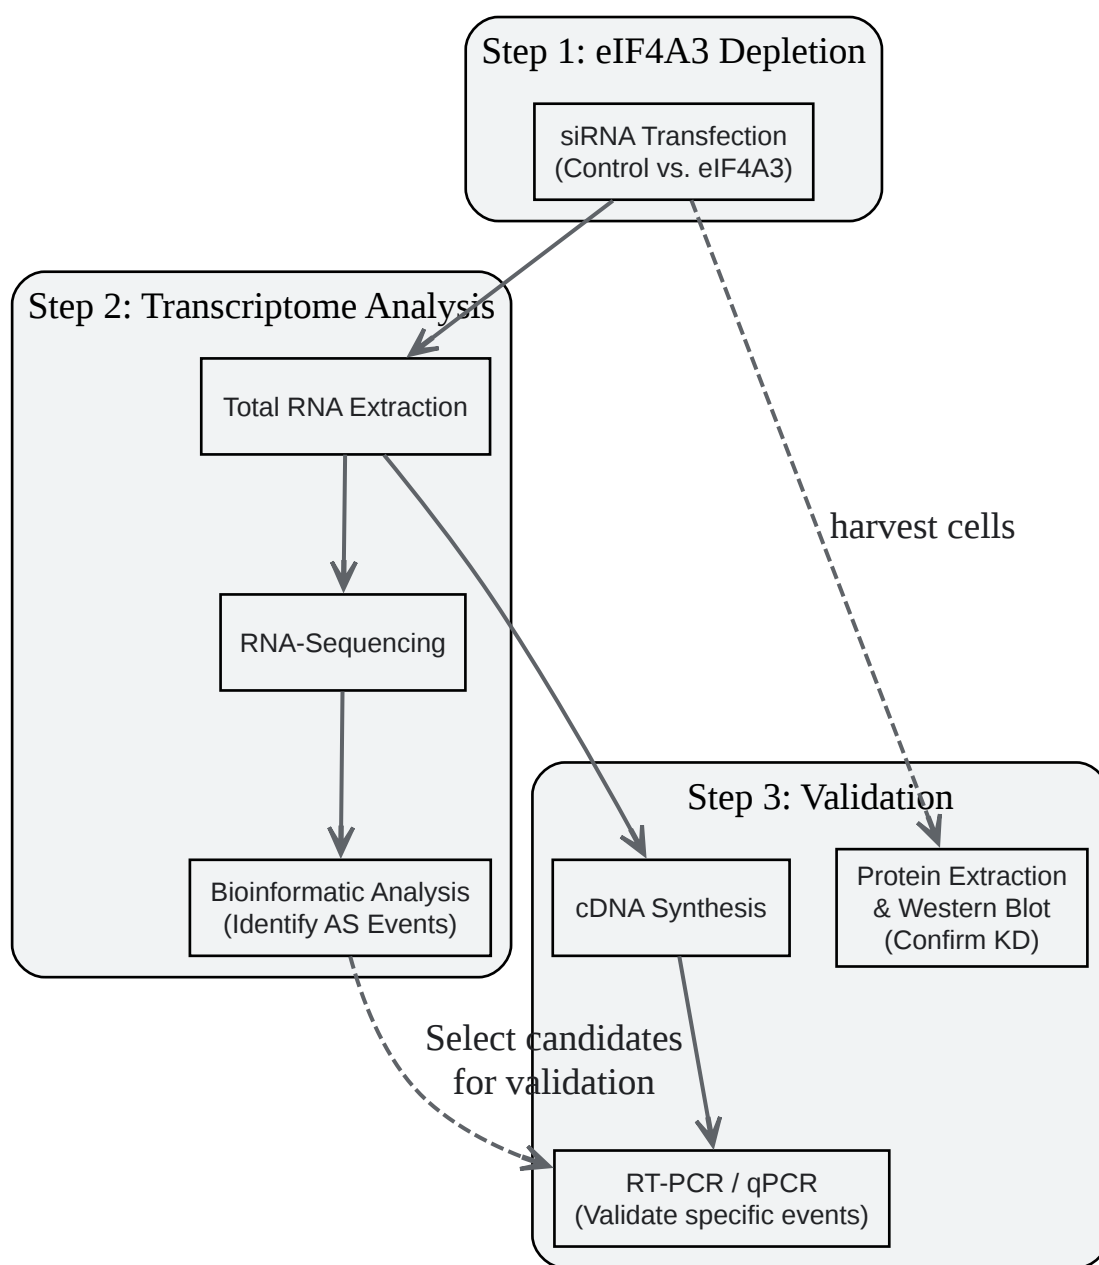 Step 1: eIF4A3 Depletion
siRNA Transfection
(Control vs. eIF4A3)
Step 2: Transcriptome Analysis
Total RNA Extraction
harvest cells
RNA-Sequencing
Step 3: Validation
Bioinformatic Analysis
(Identify AS Events)
cDNA Synthesis
Protein Extraction
& Western Blot
(Confirm KD)
Select candidates
for validation
RT-PCR / qPCR
(Validate specific events)